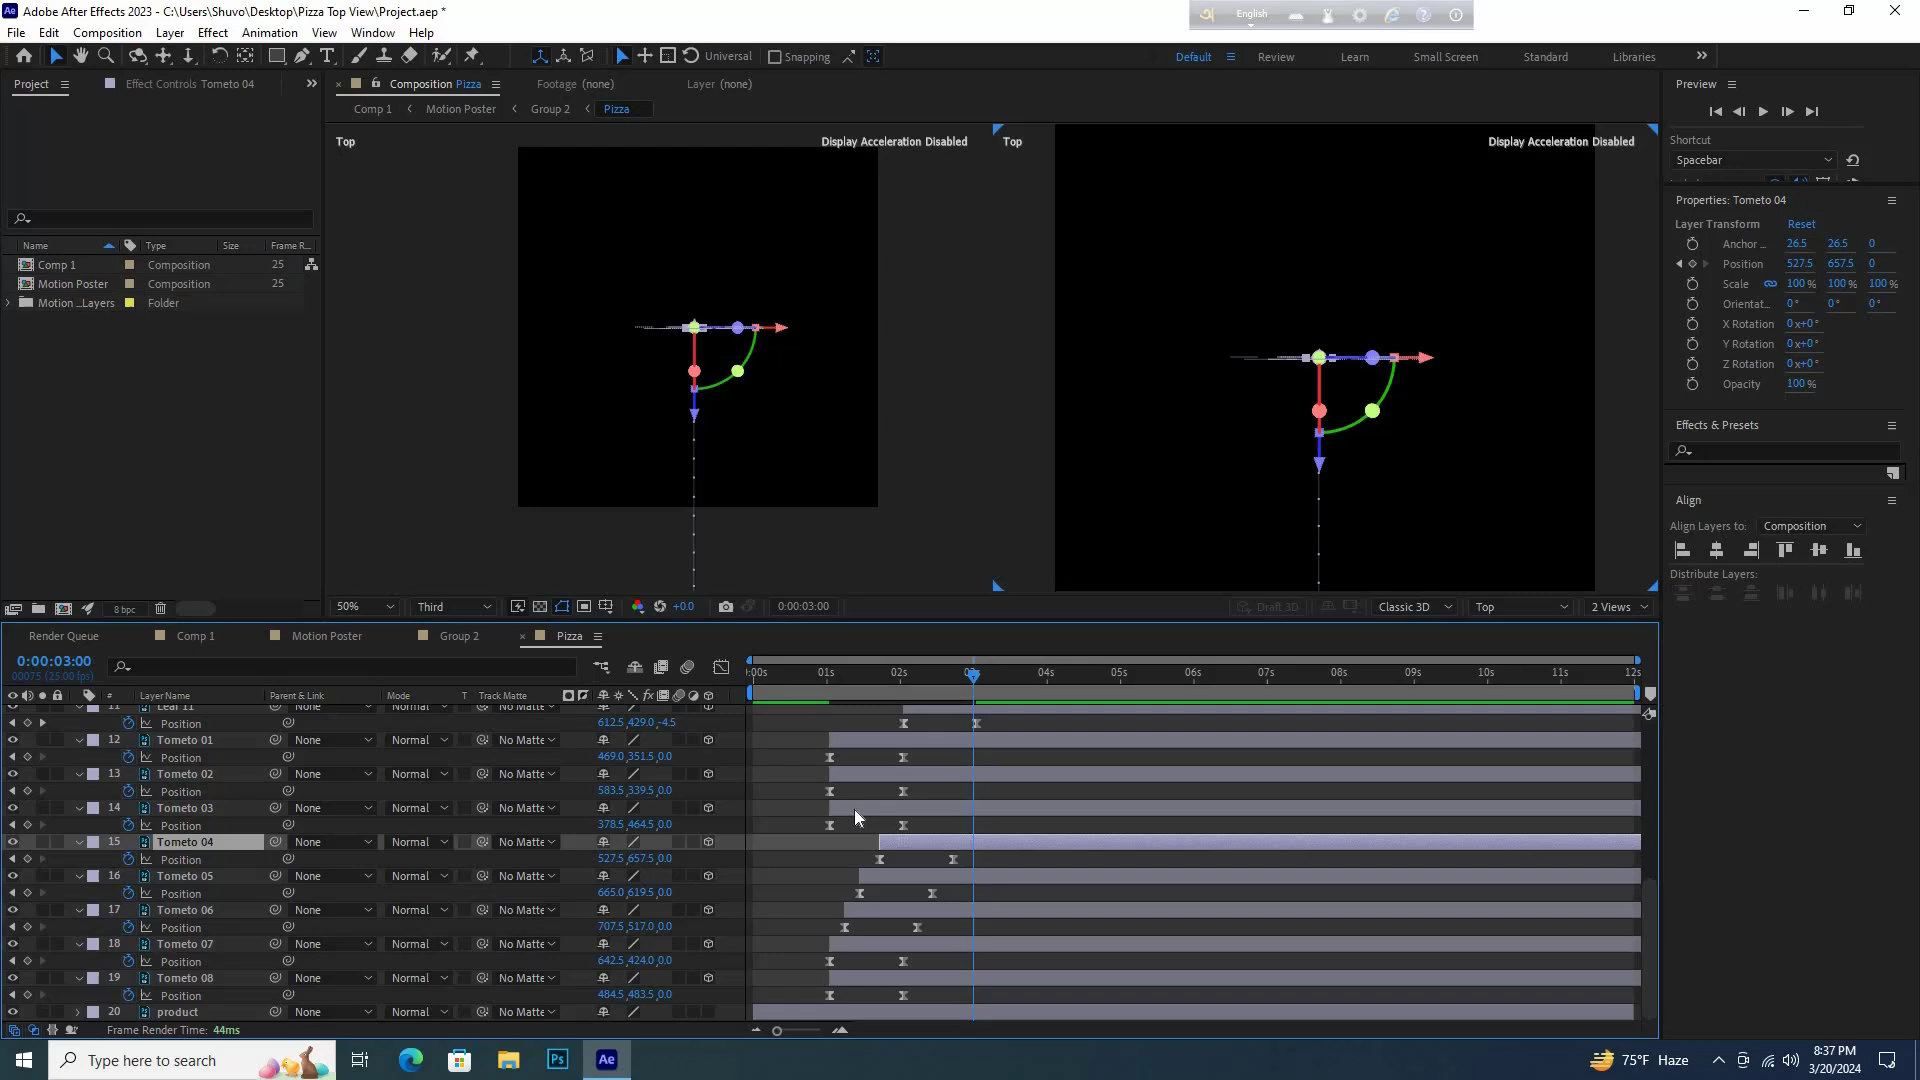 Adobe After Effects 2023 - C:\Users\Shuvo\Desktop\Pizza Top View\Project.aep *
English
File Edit Composition Layer Effect Animation View Window Help
Universal Snapping Default Review Learn Small Screen Standard Libraries
Project Effect Controls Tometo 04
Composition Pizza Footage (none) Layer (none)
Comp 1 Motion Poster Group 2 Pizza
Top Display Acceleration Disabled
Top Display Acceleration Disabled
Name Type Size Frame R...
Comp 1 Composition 25
Motion Poster Composition 25
Motion ...Layers Folder
8 bpc
50% Third +0.0 0:00:03:00 Draft 3D Classic 3D Top 2 Views
Preview
Shortcut
Spacebar
Properties: Tometo 04
Layer Transform Reset
Anchor ... 26.5 26.5 0
Position 527.5 657.5 0
Scale 100 % 100 % 100 %
Orientat... 0° 0° 0°
X Rotation 0x+0°
Y Rotation 0x+0°
Z Rotation 0x+0°
Opacity 100 %
Effects & Presets
Align
Align Layers to: Composition
Distribute Layers:
Render Queue Comp 1 Motion Poster Group 2 Pizza
0:00:03:00
00075 (25.00 fps)
:00s 01s 02s 04s 05s 06s 07s 08s 09s 10s 11s 12s
# Layer Name Parent & Link Mode T Track Matte
11 Leaf 11 None Normal No Matte
Position 612.5,429.0,-4.5
12 Tometo 01 None Normal No Matte
Position 469.0,351.5,0.0
13 Tometo 02 None Normal No Matte
Position 583.5,339.5,0.0
14 Tometo 03 None Normal No Matte
Position 378.5,464.5,0.0
15 Tometo 04 None Normal No Matte
Position 527.5,657.5,0.0
16 Tometo 05 None Normal No Matte
Position 665.0,619.5,0.0
17 Tometo 06 None Normal No Matte
Position 707.5,517.0,0.0
18 Tometo 07 None Normal No Matte
Position 642.5,424.0,0.0
19 Tometo 08 None Normal No Matte
Position 484.5,483.5,0.0
20 product None Normal No Matte
Frame Render Time: 44ms
Type here to search
Ps
Ae
75°F Haze
8:37 PM
3/20/2024